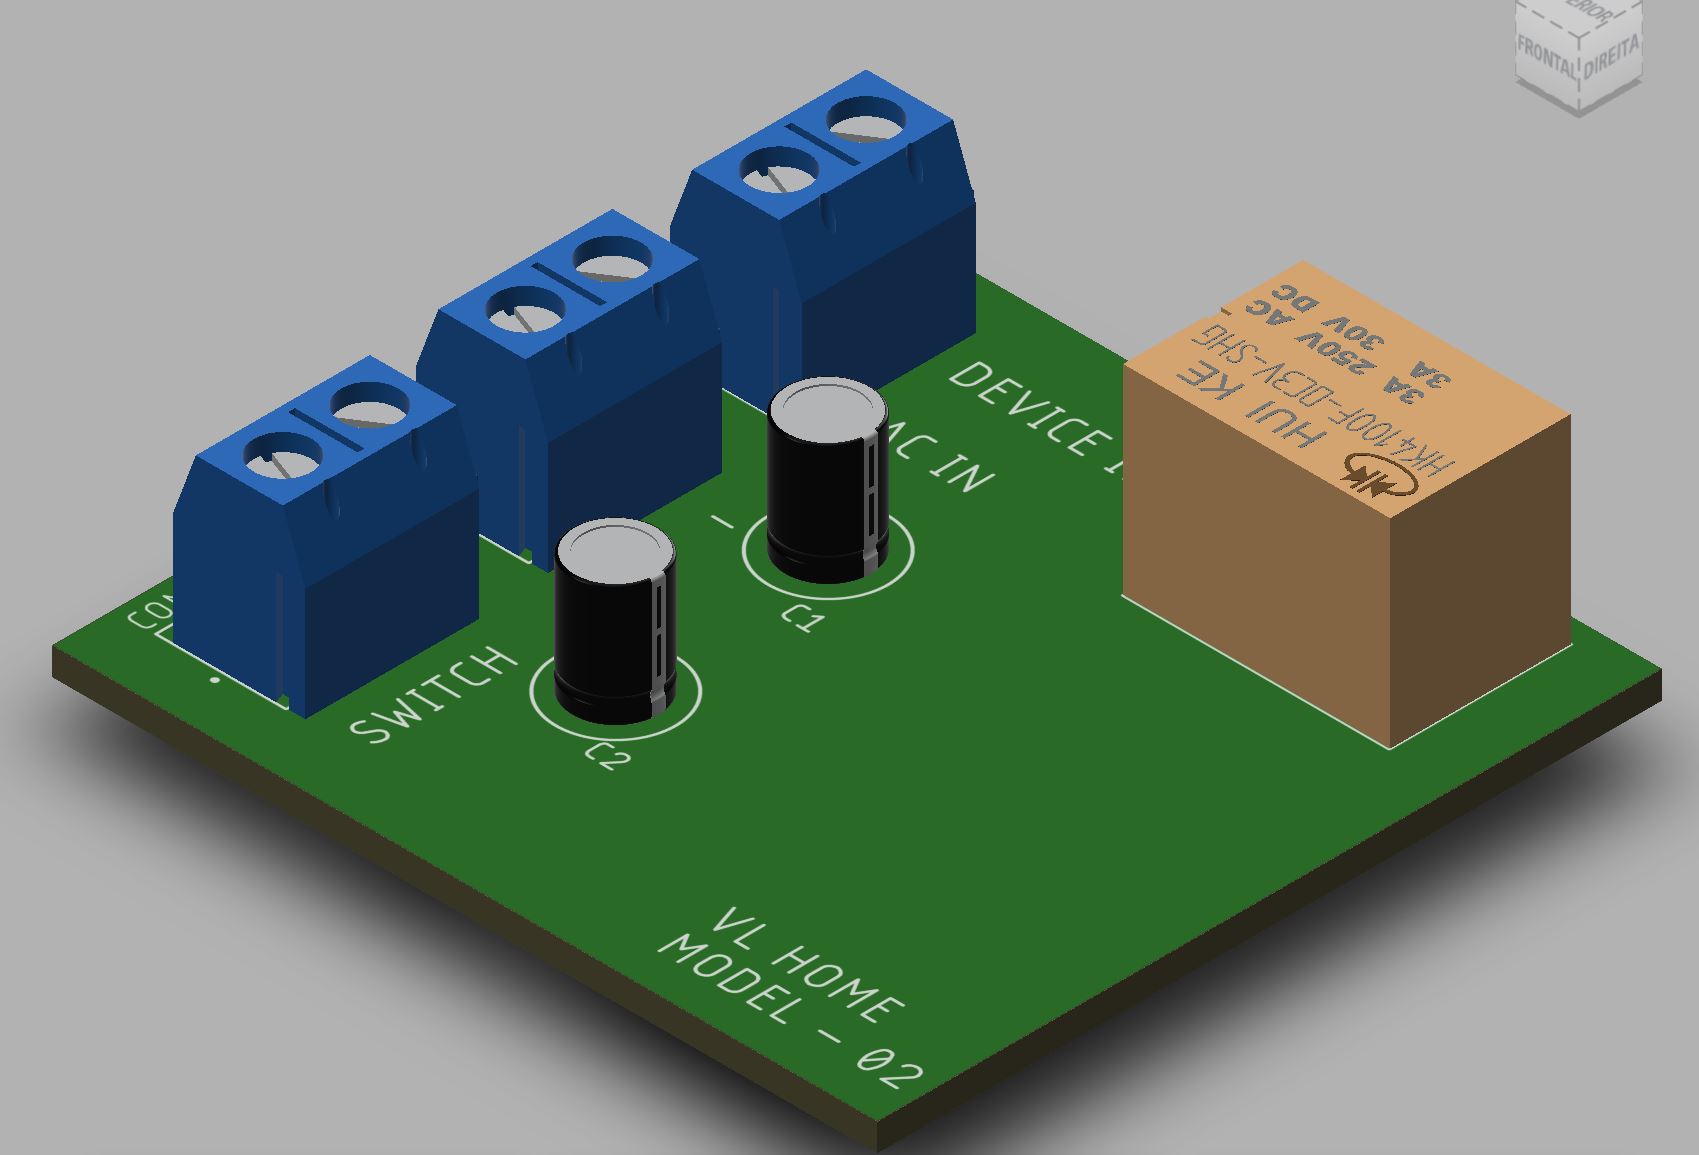 ERIOR
FRONTAL
DIREITA
3A 250V AC
3A 30V DC
HUI KE
HK4100F-DC3V-SHG
DEVICE
AC IN
C1
SWITCH
C2
VL HOME
MODEL - 02